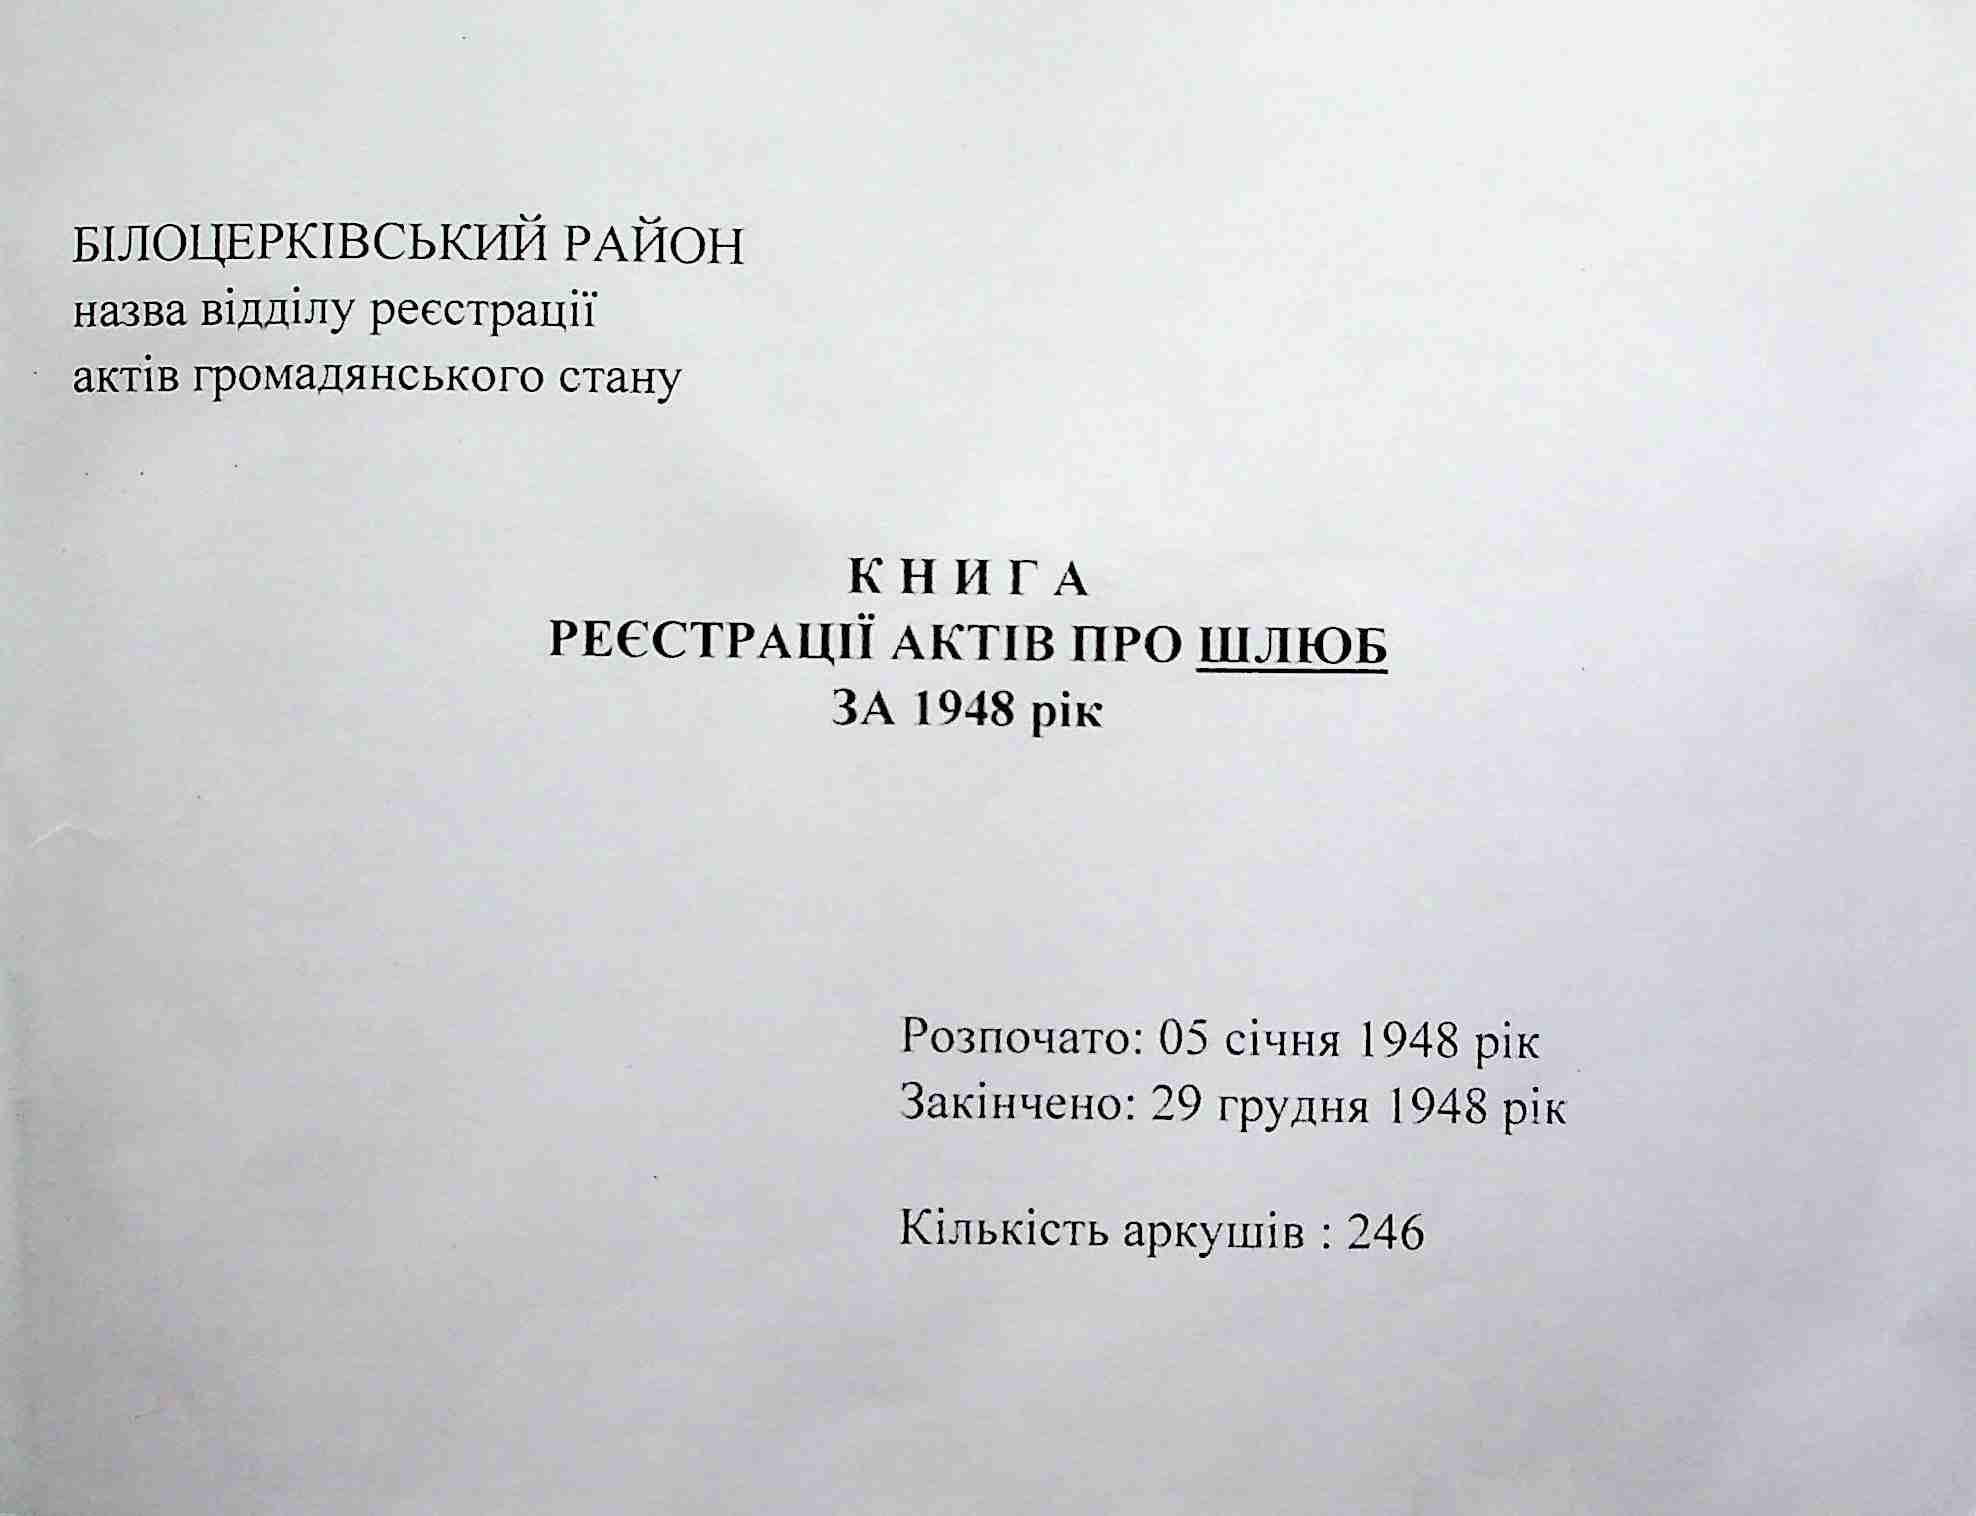 БІЛОЦЕРКІВСЬКИЙ РАЙОН
назва відділу реєстрації
актів громадянського стану
К Н И Г А
РЕЄСТРАЦІЇ АКТІВ ПРО ШЛЮБ
ЗА 1948 рік
Розпочато: 05 січня 1948 рік
Закінчено: 29 грудня 1948 рік
Кількість аркушів : 246